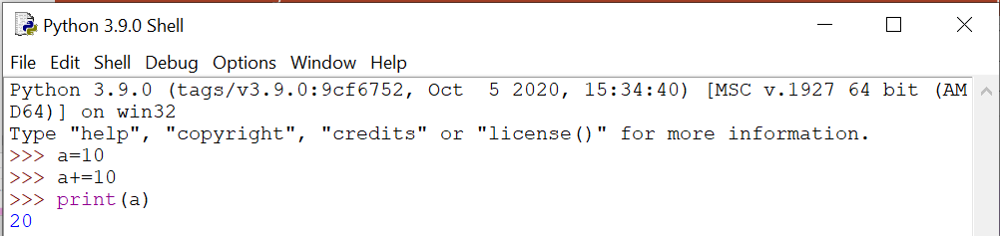 Python 3.9.0 Shell
File Edit Shell Debug Options Window Help
Python 3.9.0 (tags/v3.9.0:9cf6752, Oct  5 2020, 15:34:40) [MSC v.1927 64 bit (AM
D64)] on win32
Type "help", "copyright", "credits" or "license()" for more information.
>>> a=10
>>> a+=10
>>> print(a)
20